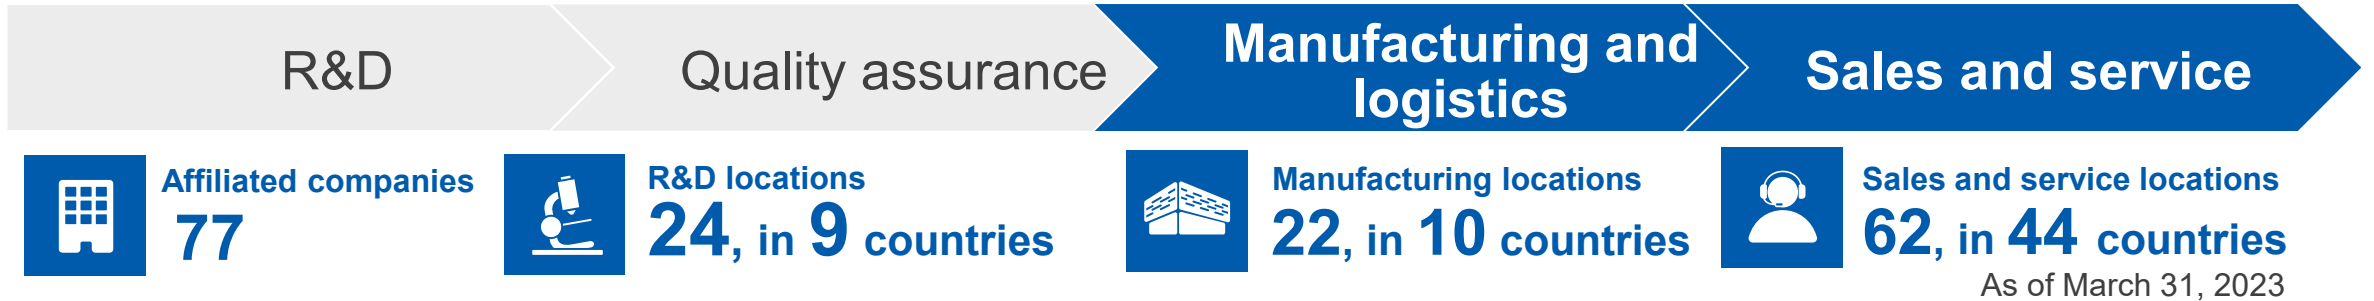 R&D
Quality assurance
Manufacturing and
logistics
Sales and service
Affiliated companies
77
R&D locations
24, in 9 countries
Manufacturing locations
22, in 10 countries
Sales and service locations
62, in 44 countries
As of March 31, 2023